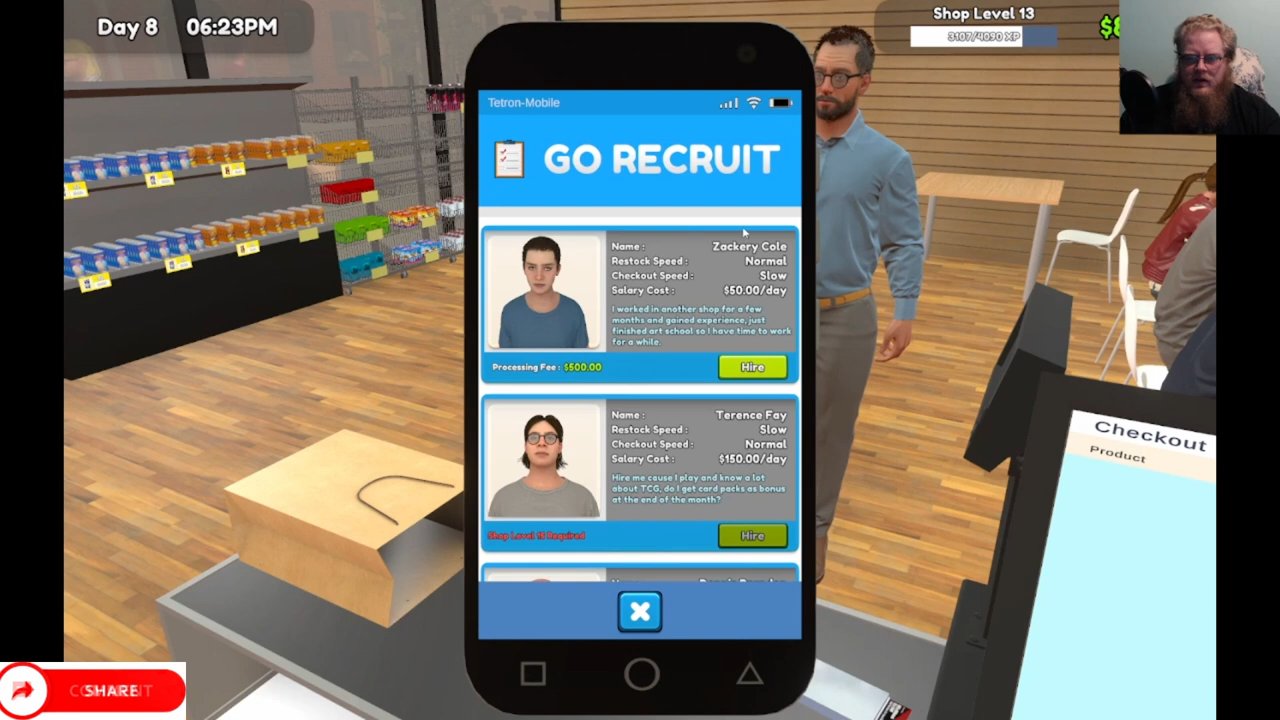 Day 8 06:23PM
Shop Level 13
3107/4090 XP
Tetron-Mobile
GO RECRUIT
Name : Zackery Cole
Restock Speed : Normal
Checkout Speed : Slow
Salary Cost : $50.00/day
I worked in another shop for a few
months and gained experience, just
finished art school so I have time to work
for a while.
Processing Fee : $500.00
Hire
Name : Terence Fay
Restock Speed : Slow
Checkout Speed : Normal
Salary Cost : $150.00/day
Hire me cause I play and know a lot
about TCG, do I get card packs as bonus
at the end of the month?
Shop Level 15 Required
Hire
Checkout
Product
SHARE